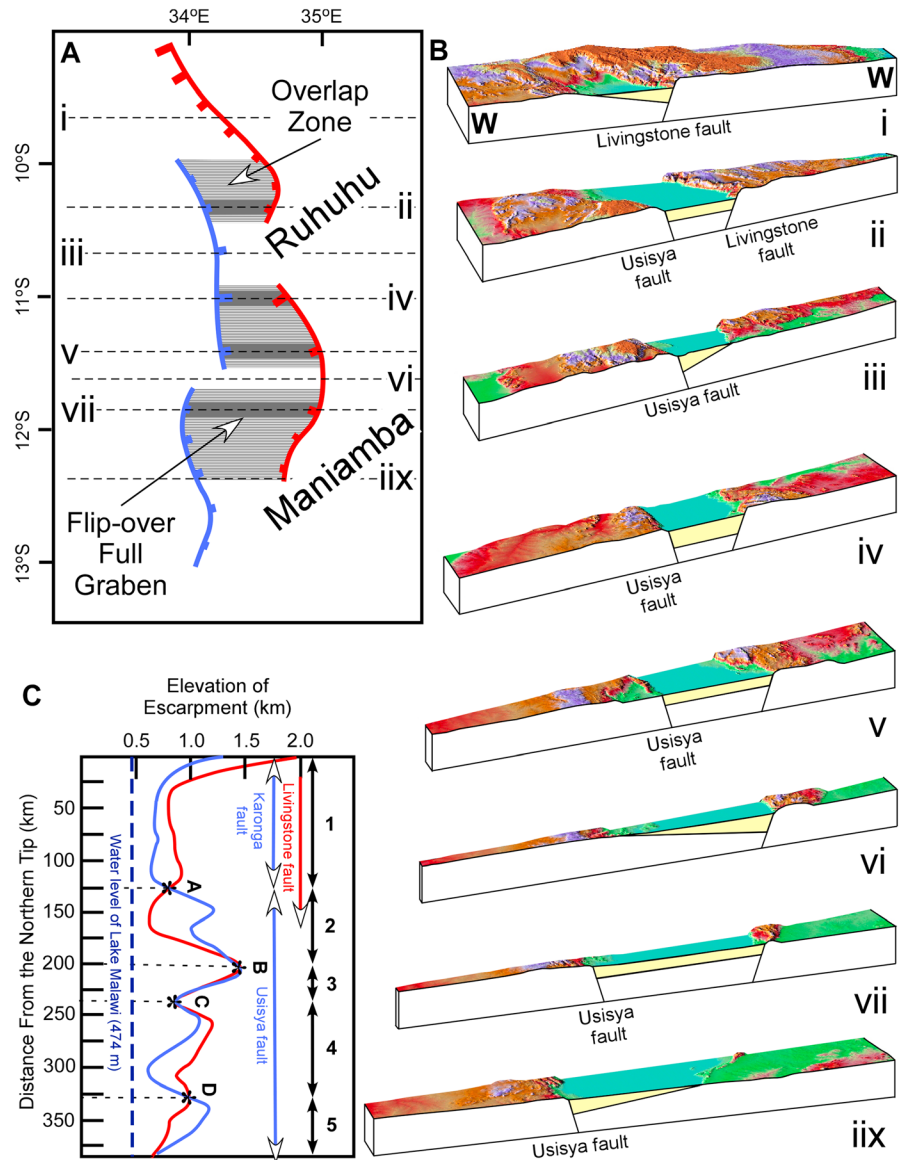 34ºE
35ºE
A
10ºS
11ºS
12ºS
13ºS
i
ii
iii
iv
v
vi
vii
iix
Overlap
Zone
Ruhuhu
Maniamba
Flip-over
Full
Graben
B
W
W
Livingstone fault
i
Usisya
fault
Livingstone
fault
ii
Usisya fault
iii
Usisya
fault
iv
Usisya
fault
v
vi
Usisya
fault
vii
Usisya fault
iix
C
Elevation of
Escarpment (km)
0.5
1.0
1.5
2.0
Distance From the Northern Tip (km)
50
100
150
200
250
300
350
Water level of Lake Malawi (474 m)
Karonga
fault
Livingstone fault
Usisya fault
A
B
C
D
1
2
3
4
5